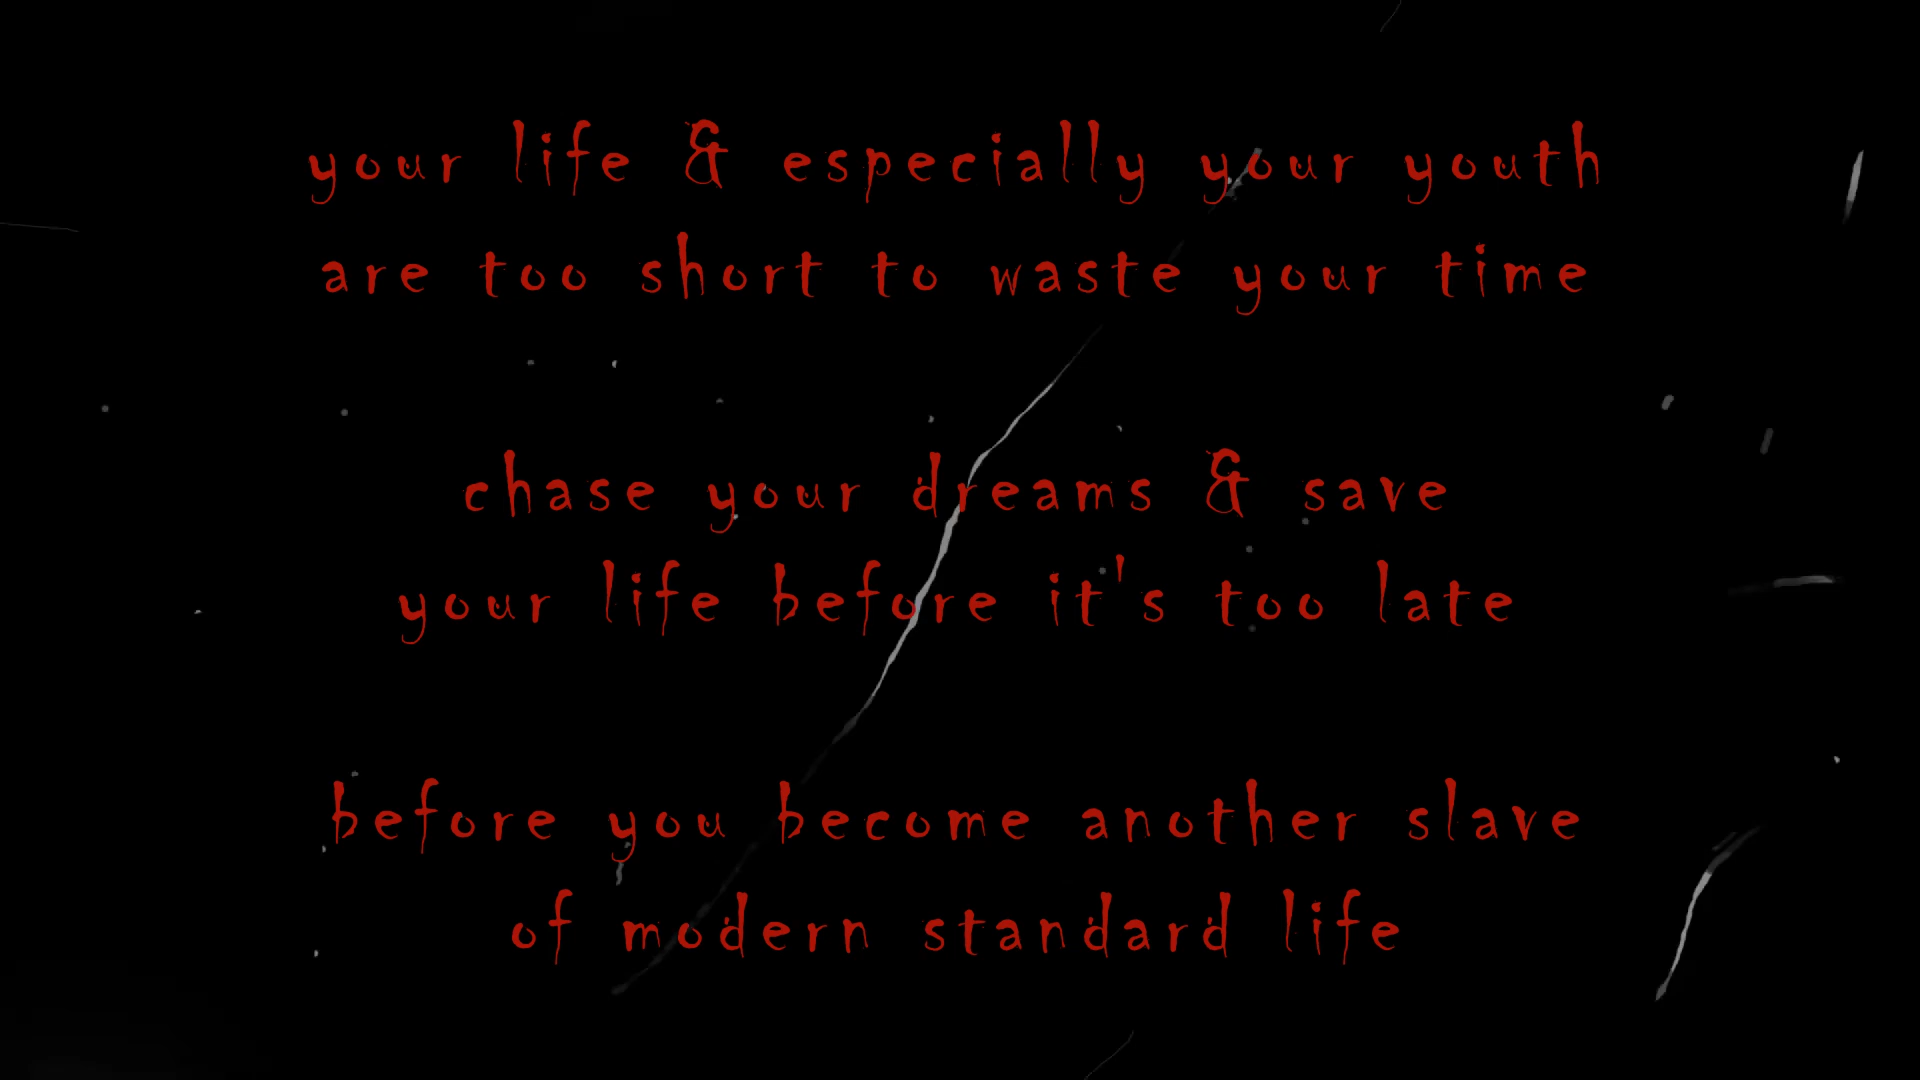 your life & especially your youth
are too short to waste your time
chase your dreams & save
your life before it's too late
before you become another slave
of modern standard life